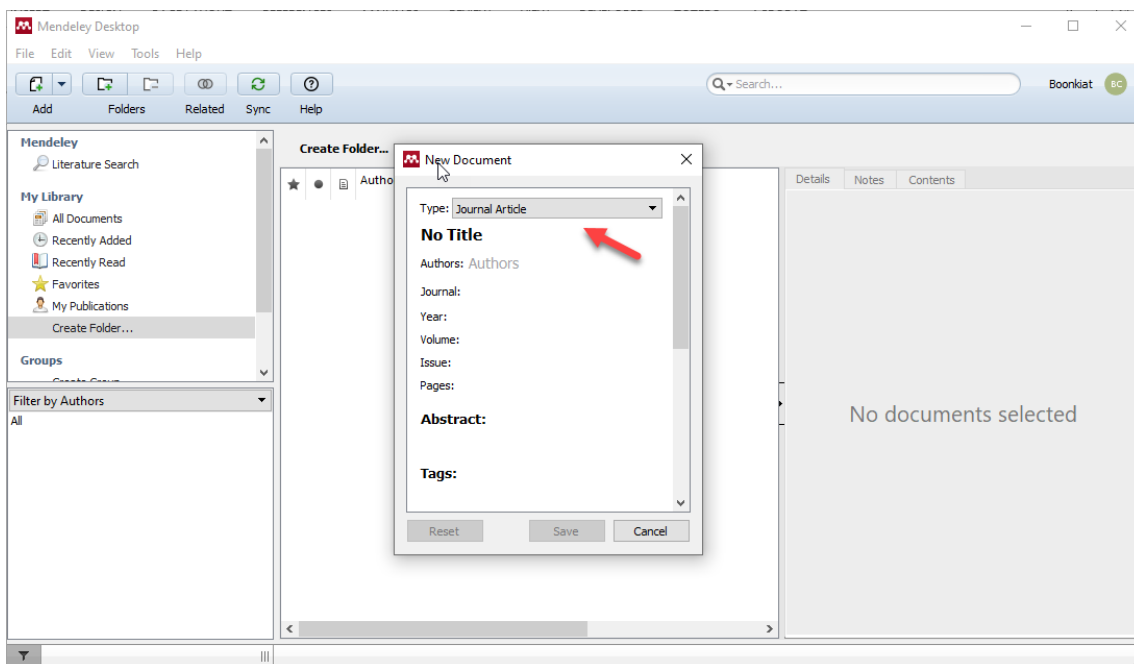 Mendeley Desktop
File Edit View Tools Help
Search...
Boonkiat BC
Add Folders Related Sync Help
Mendeley
Literature Search
My Library
All Documents
Recently Added
Recently Read
Favorites
My Publications
Create Folder...
Groups
Filter by Authors
All
Create Folder...
Autho
New Document
Type: Journal Article
No Title
Authors: Authors
Journal:
Year:
Volume:
Issue:
Pages:
Abstract:
Tags:
Reset Save Cancel
Details Notes Contents
No documents selected